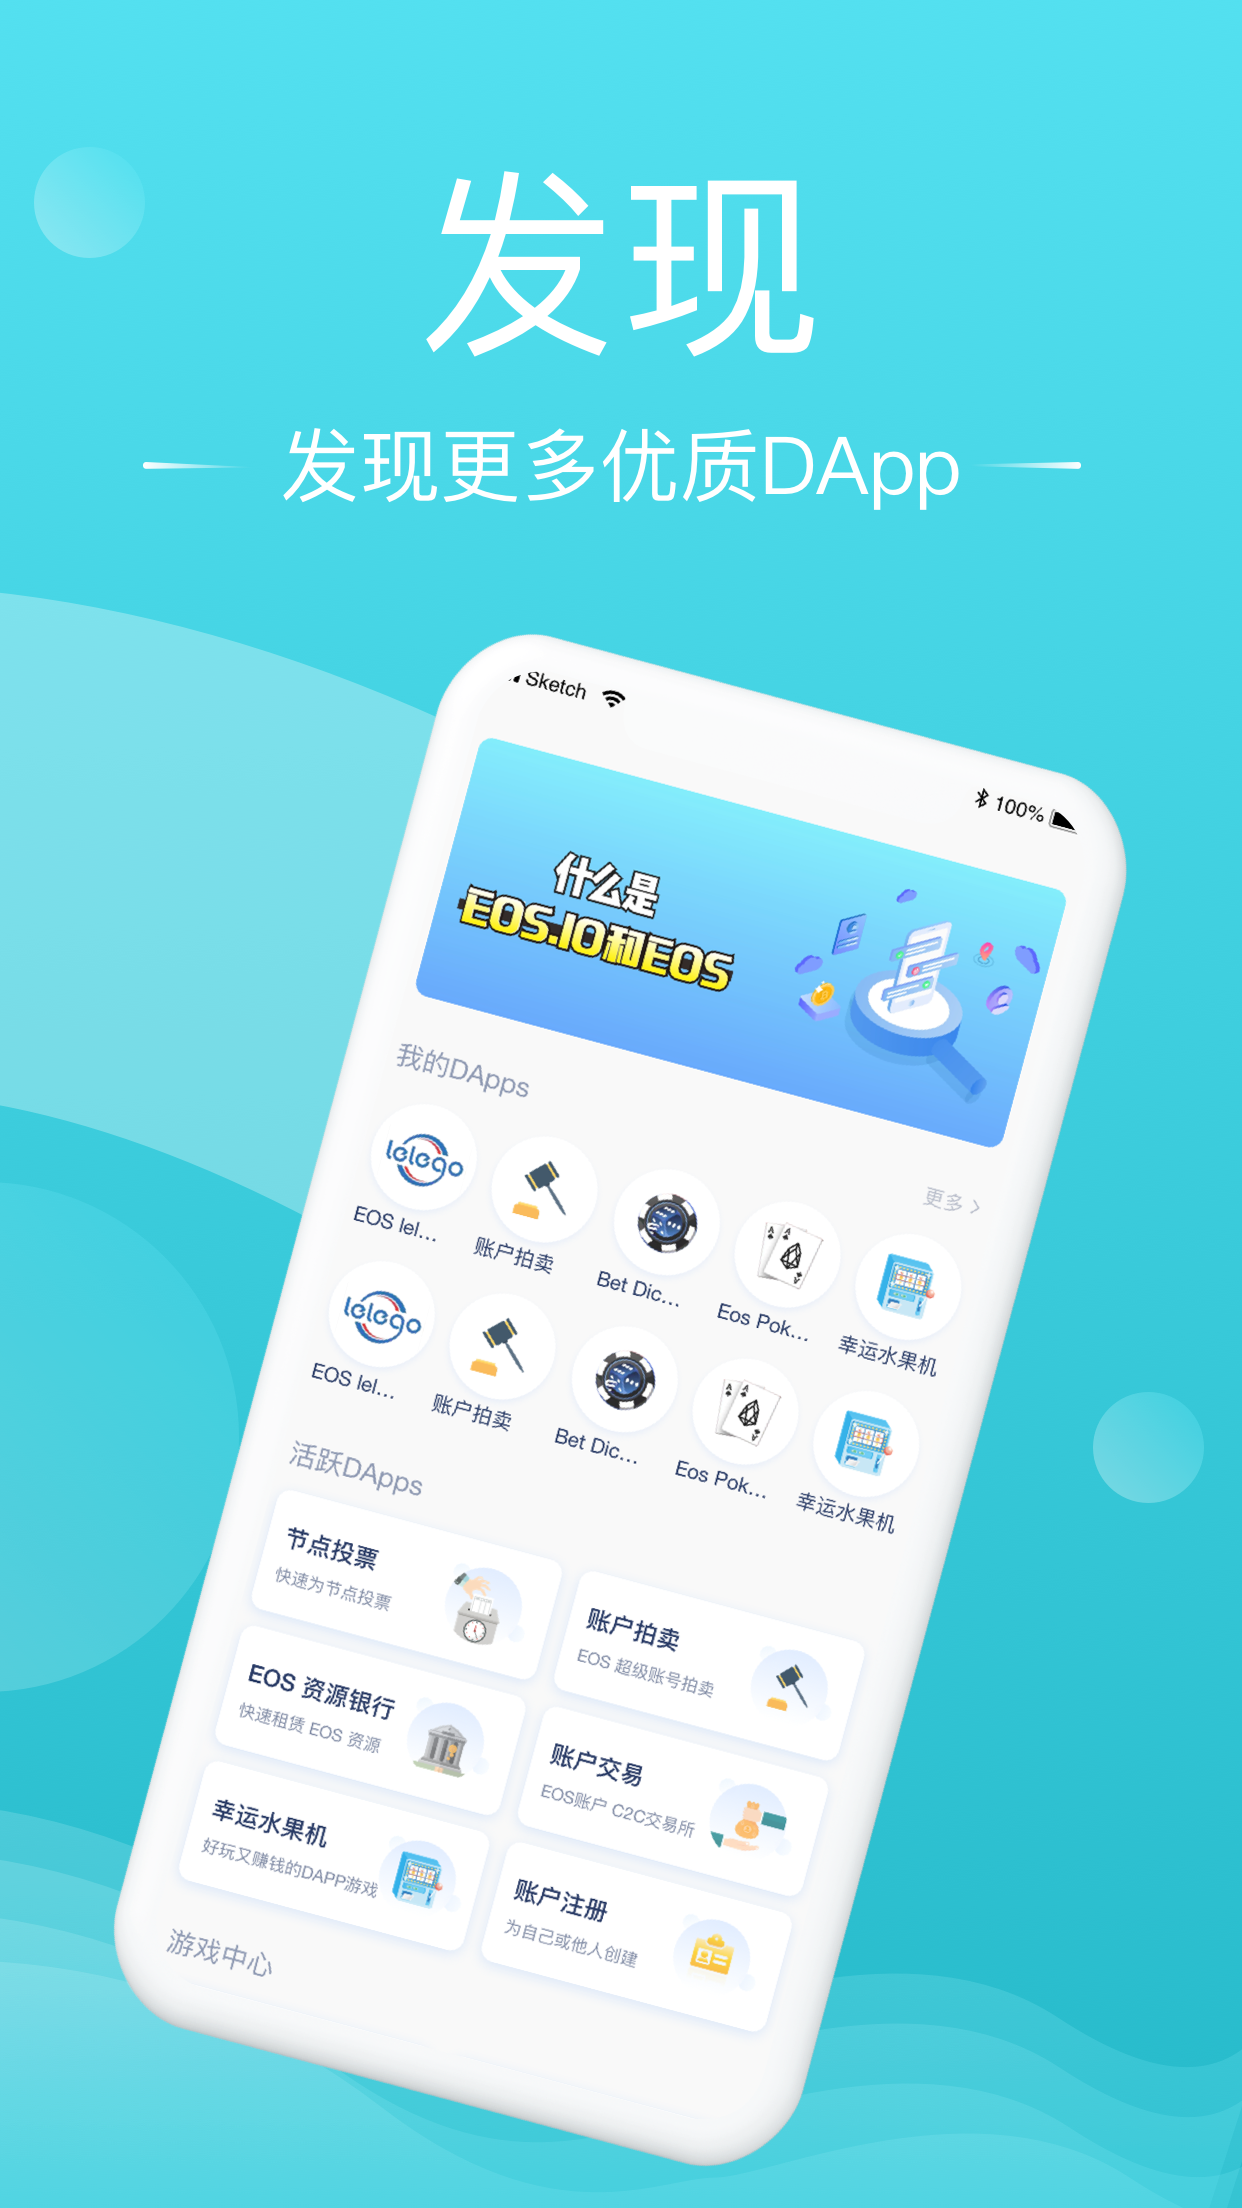 发现
发现更多优质DApp
Sketch
100%
什么是
EOS.IO和EOS
我的DApps
更多
lelego
EOS lel...
账户拍卖
Bet Dic...
Eos Pok...
幸运水果机
lelego
EOS lel...
账户拍卖
Bet Dic...
Eos Pok...
幸运水果机
活跃DApps
节点投票
快速为节点投票
账户拍卖
EOS 超级账号拍卖
EOS 资源银行
快速租赁 EOS 资源
账户交易
EOS账户 C2C交易所
幸运水果机
好玩又赚钱的DAPP游戏
账户注册
为自己或他人创建
游戏中心